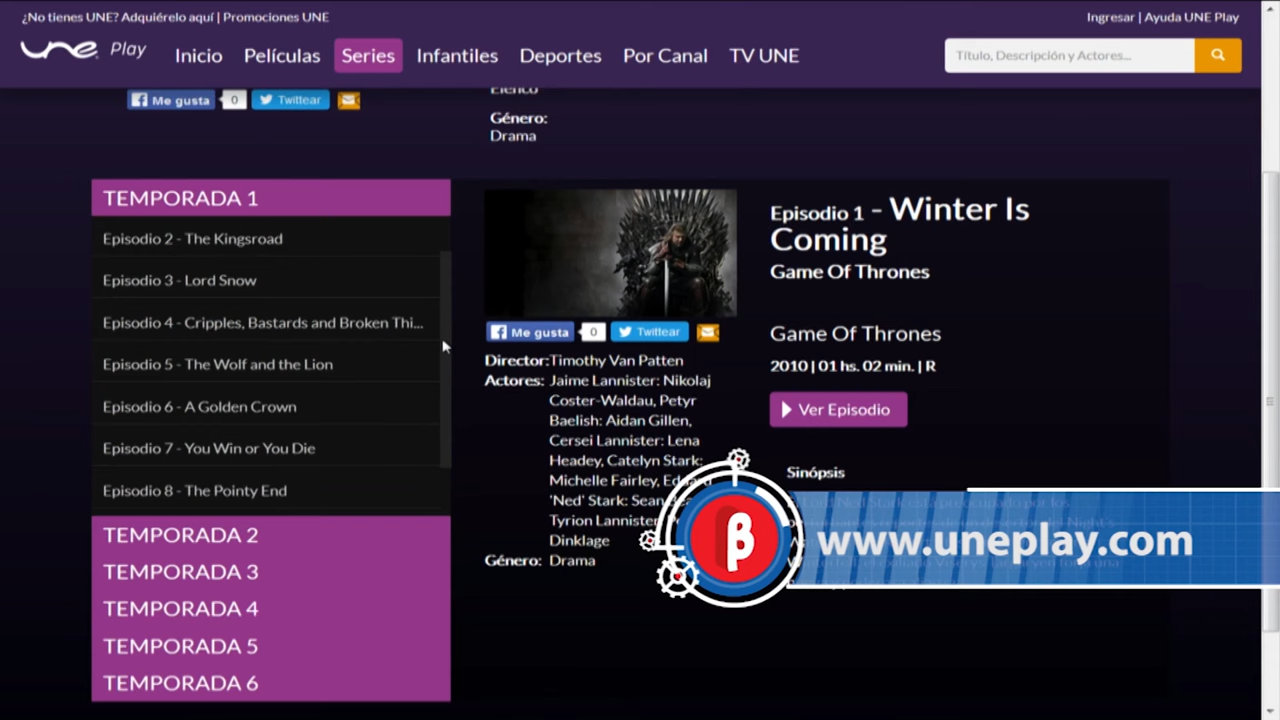 ¿No tienes UNE? Adquiérelo aquí | Promociones UNE
Ingresar | Ayuda UNE Play
une Play
Inicio
Películas
Series
Infantiles
Deportes
Por Canal
TV UNE
Título, Descripción y Actores...
Me gusta
0
Twittear
Elenco
Género:
Drama
TEMPORADA 1
Episodio 2 - The Kingsroad
Episodio 3 - Lord Snow
Episodio 4 - Cripples, Bastards and Broken Thi...
Episodio 5 - The Wolf and the Lion
Episodio 6 - A Golden Crown
Episodio 7 - You Win or You Die
Episodio 8 - The Pointy End
TEMPORADA 2
TEMPORADA 3
TEMPORADA 4
TEMPORADA 5
TEMPORADA 6
Me gusta
0
Twittear
Director: Timothy Van Patten
Actores: Jaime Lannister: Nikolaj
Coster-Waldau, Petyr
Baelish: Aidan Gillen,
Cersei Lannister: Lena
Headey, Catelyn Stark:
Michelle Fairley,
'Ned' Stark: Sean
Tyrion Lannister
Dinklage
Género: Drama
Episodio 1 - Winter Is
Coming
Game Of Thrones
Game Of Thrones
2010 | 01 hs. 02 min. | R
Ver Episodio
Sinópsis
β
www.uneplay.com